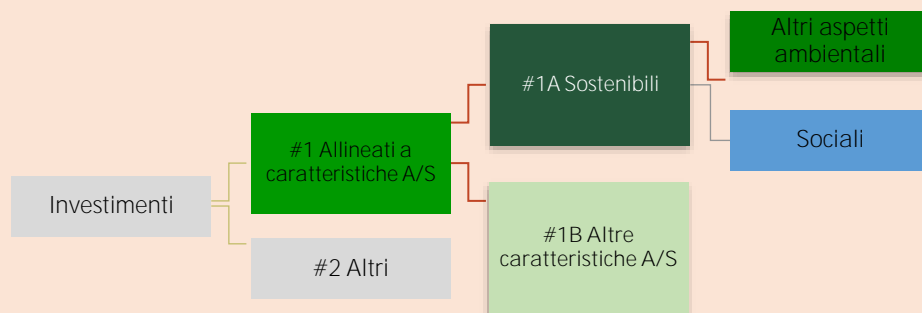 Investimenti
#1 Allineati a
caratteristiche A/S
#2 Altri
#1A Sostenibili
#1B Altre
caratteristiche A/S
Altri aspetti
ambientali
Sociali